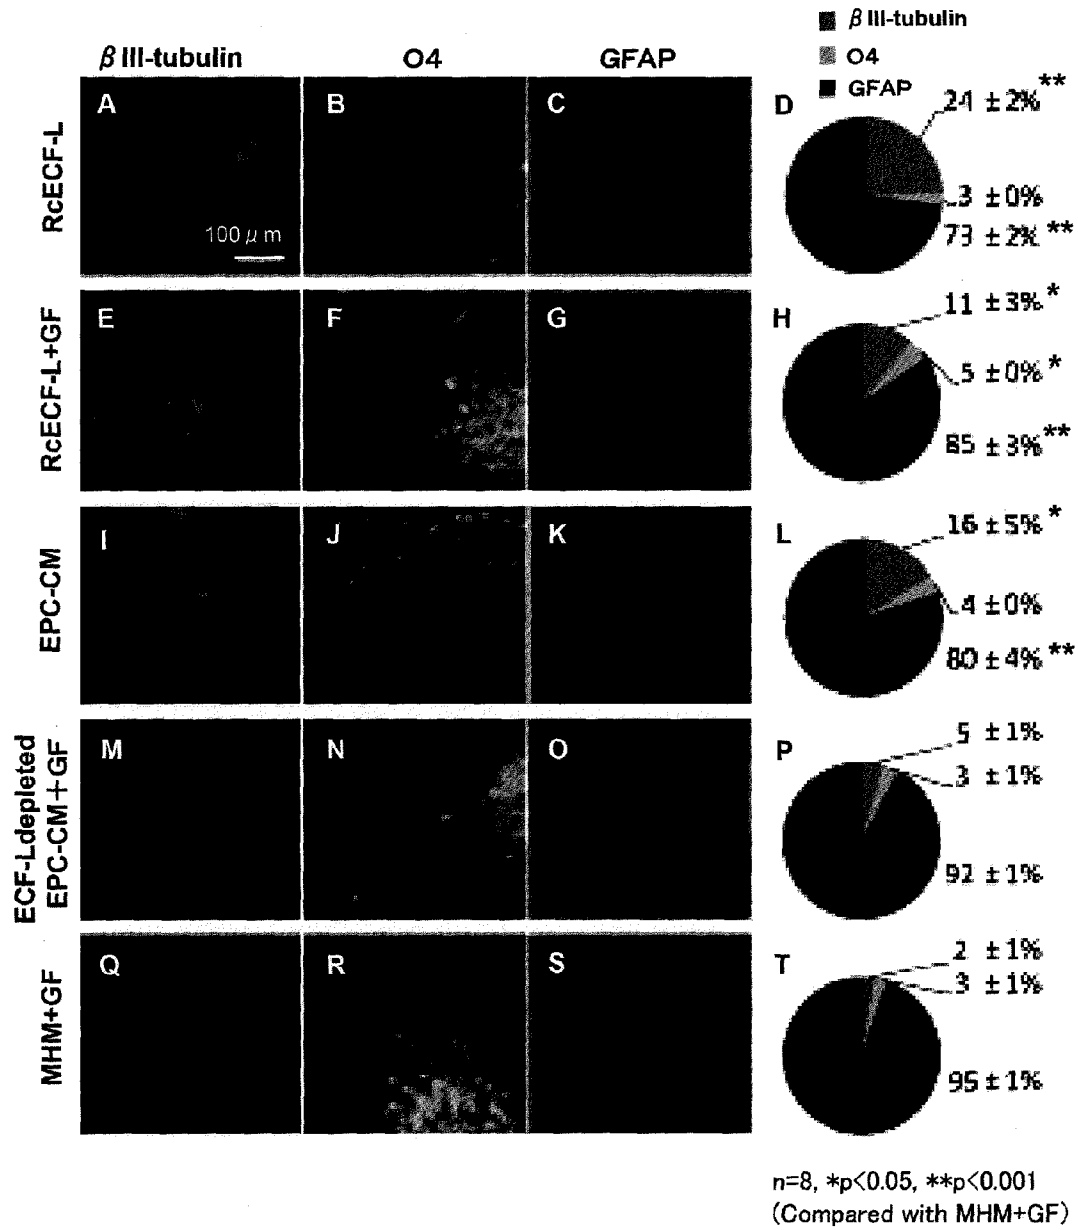 β III-tubulin
O4
GFAP
β III-tubulin O4 GFAP
RcECF-L
A B C D
100 μ m
24 ± 2% **
3 ± 0%
73 ± 2% **
RcECF-L+GF
E F G H
11 ± 3% *
5 ± 0% *
85 ± 3% **
EPC-CM
I J K L
16 ± 5% *
4 ± 0%
80 ± 4% **
ECF-Ldepleted
EPC-CM+GF
M N O P
5 ± 1%
3 ± 1%
92 ± 1%
MHM+GF
Q R S T
2 ± 1%
3 ± 1%
95 ± 1%
n=8, *p<0.05, **p<0.001
(Compared with MHM+GF)